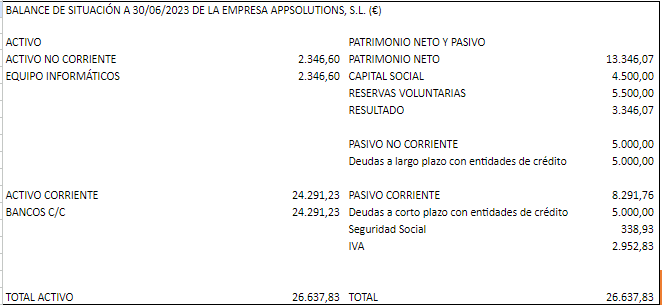 BALANCE DE SITUACIÓN A 30/06/2023 DE LA EMPRESA APPSOLUTIONS, S.L. (€)
ACTIVO PATRIMONIO NETO Y PASIVO
ACTIVO NO CORRIENTE 2.346,60 PATRIMONIO NETO 13.346,07
EQUIPO INFORMÁTICOS 2.346,60 CAPITAL SOCIAL 4.500,00
RESERVAS VOLUNTARIAS 5.500,00
RESULTADO 3.346,07
PASIVO NO CORRIENTE 5.000,00
Deudas a largo plazo con entidades de crédito 5.000,00
ACTIVO CORRIENTE 24.291,23 PASIVO CORRIENTE 8.291,76
BANCOS C/C 24.291,23 Deudas a corto plazo con entidades de crédito 5.000,00
Seguridad Social 338,93
IVA 2.952,83
TOTAL ACTIVO 26.637,83 TOTAL 26.637,83